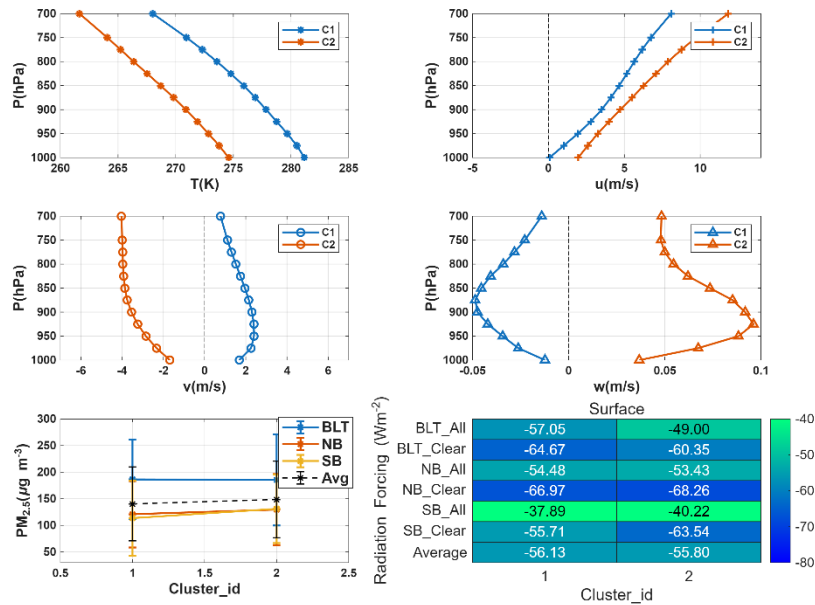 700
750
800
850
900
950
1000
P(hPa)
260
265
270
275
280
285
T(K)
C1
C2
700
750
800
850
900
950
1000
P(hPa)
-5
0
5
10
u(m/s)
C1
C2
700
750
800
850
900
950
1000
P(hPa)
-6
-4
-2
0
2
4
6
v(m/s)
C1
C2
700
750
800
850
900
950
1000
P(hPa)
-0.05
0
0.05
0.1
w(m/s)
C1
C2
300
250
200
150
100
50
PM2.5(μg m-3)
0.5
1
1.5
2
2.5
Cluster_id
BLT
NB
SB
Avg
Surface
Radiation Forcing (Wm-2)
BLT_All -57.05 -49.00
BLT_Clear -64.67 -60.35
NB_All -54.48 -53.43
NB_Clear -66.97 -68.26
SB_All -37.89 -40.22
SB_Clear -55.71 -63.54
Average -56.13 -55.80
1 2
Cluster_id
-40
-50
-60
-70
-80